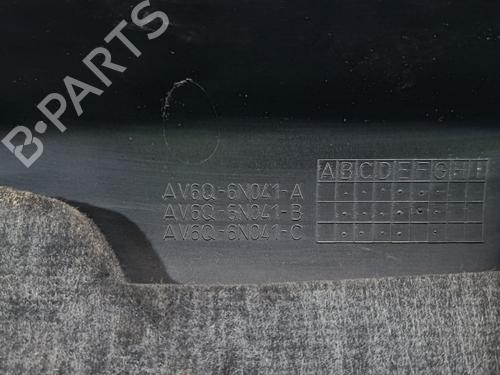 B-PARTS
A B C D E F G H I
AV6Q-6N041-A
AV6Q-6N041-B
AV6Q-6N041-C